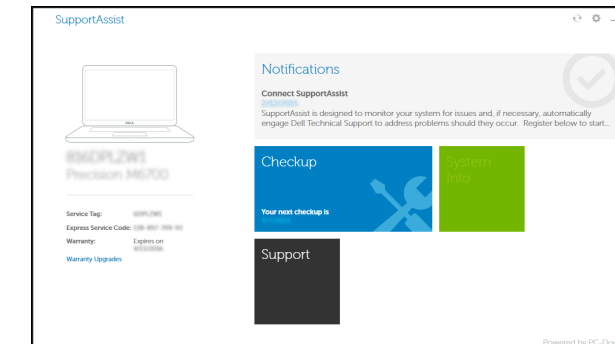 SupportAssist
Notifications
Connect SupportAssist
SupportAssist is designed to monitor your system for issues and, if necessary, automatically
engage Dell Technical Support to address problems should they occur. Register below to start...
Precision M6700
Checkup
System
Info
Your next checkup is
Service Tag:
Express Service Code:
Warranty: Expires on
Warranty Upgrades
Support
Powered by PC-Do